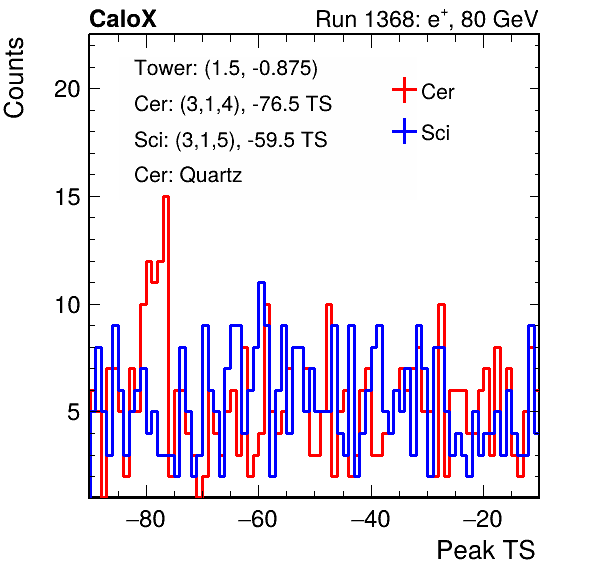 CaloX Run 1368: e⁺, 80 GeV
Counts
Tower: (1.5, -0.875)
Cer: (3,1,4), -76.5 TS
Sci: (3,1,5), -59.5 TS
Cer: Quartz
Cer
Sci
20
15
10
5
−80 −60 −40 −20
Peak TS